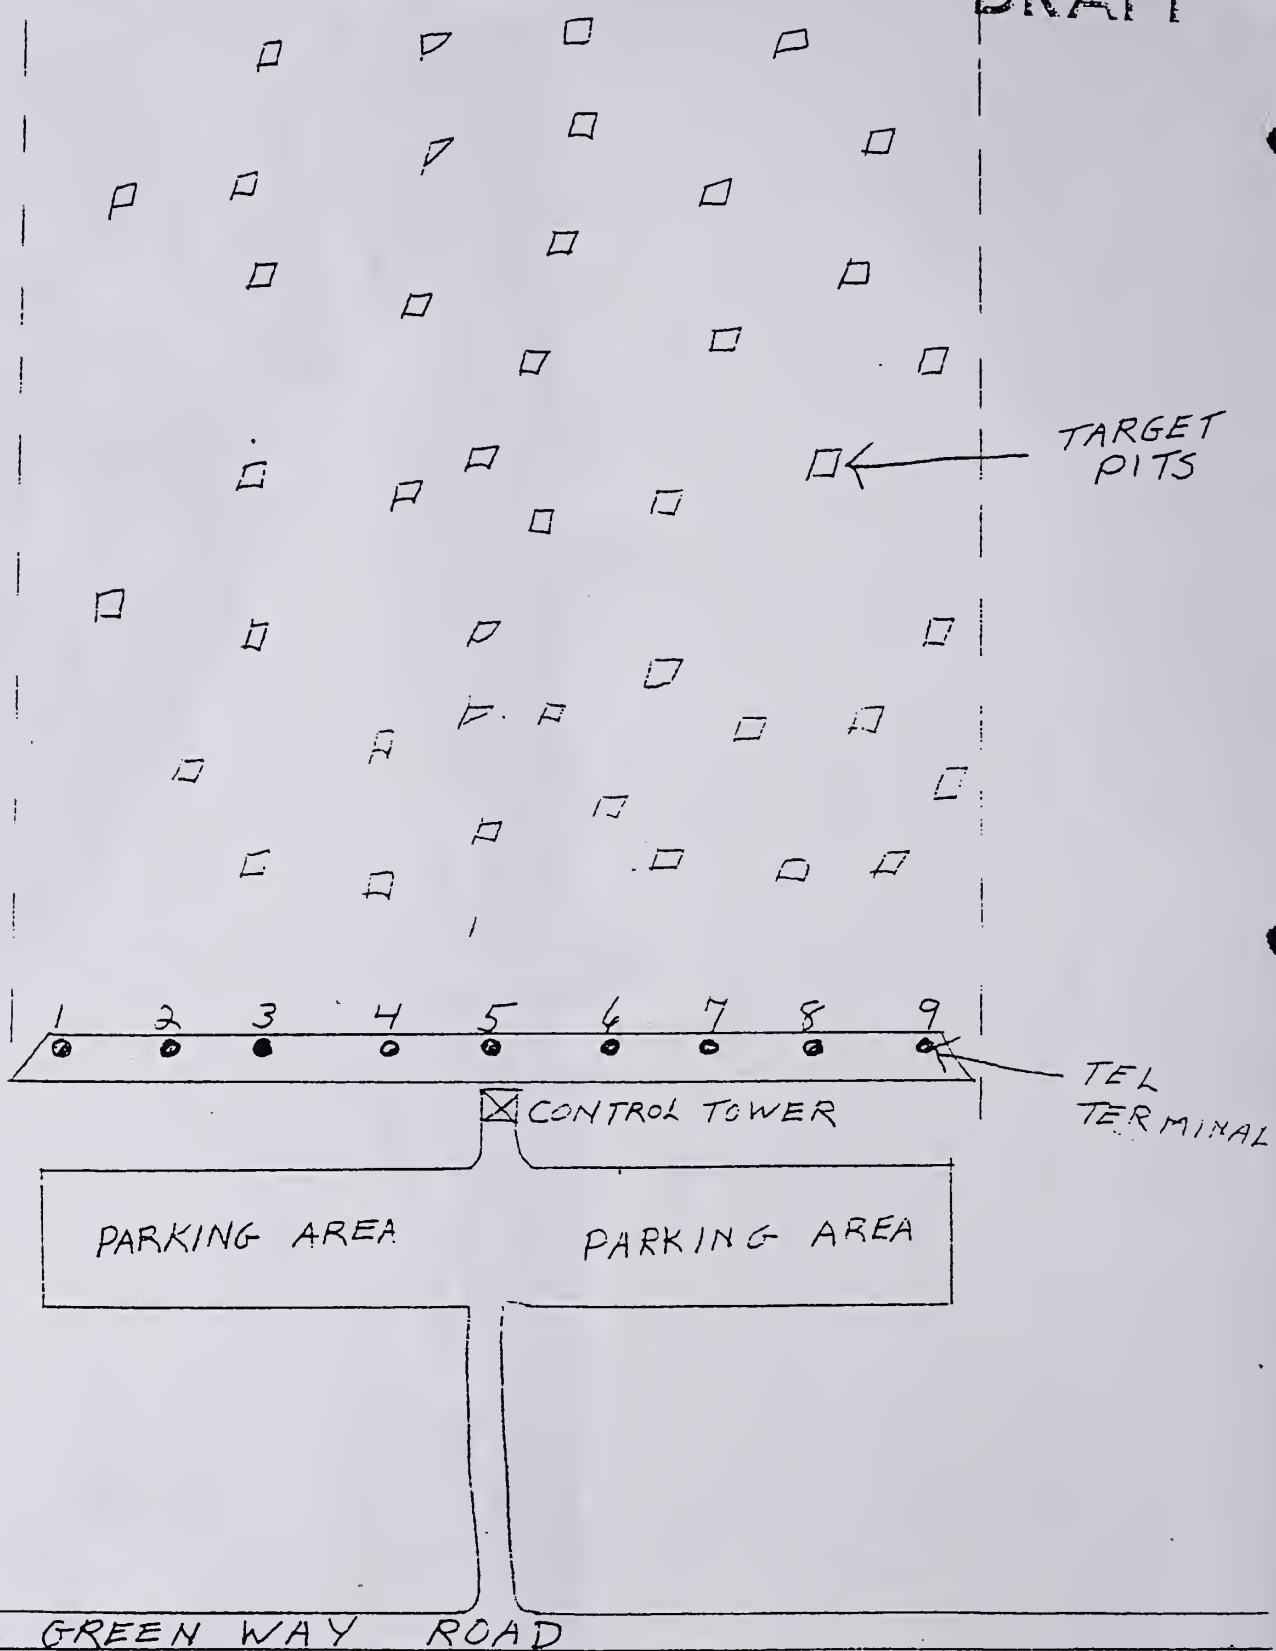 DRAFT
TARGET
PITS
1 2 3 4 5 6 7 8 9
TEL
TERMINAL
CONTROL TOWER
PARKING AREA PARKING AREA
GREEN WAY ROAD